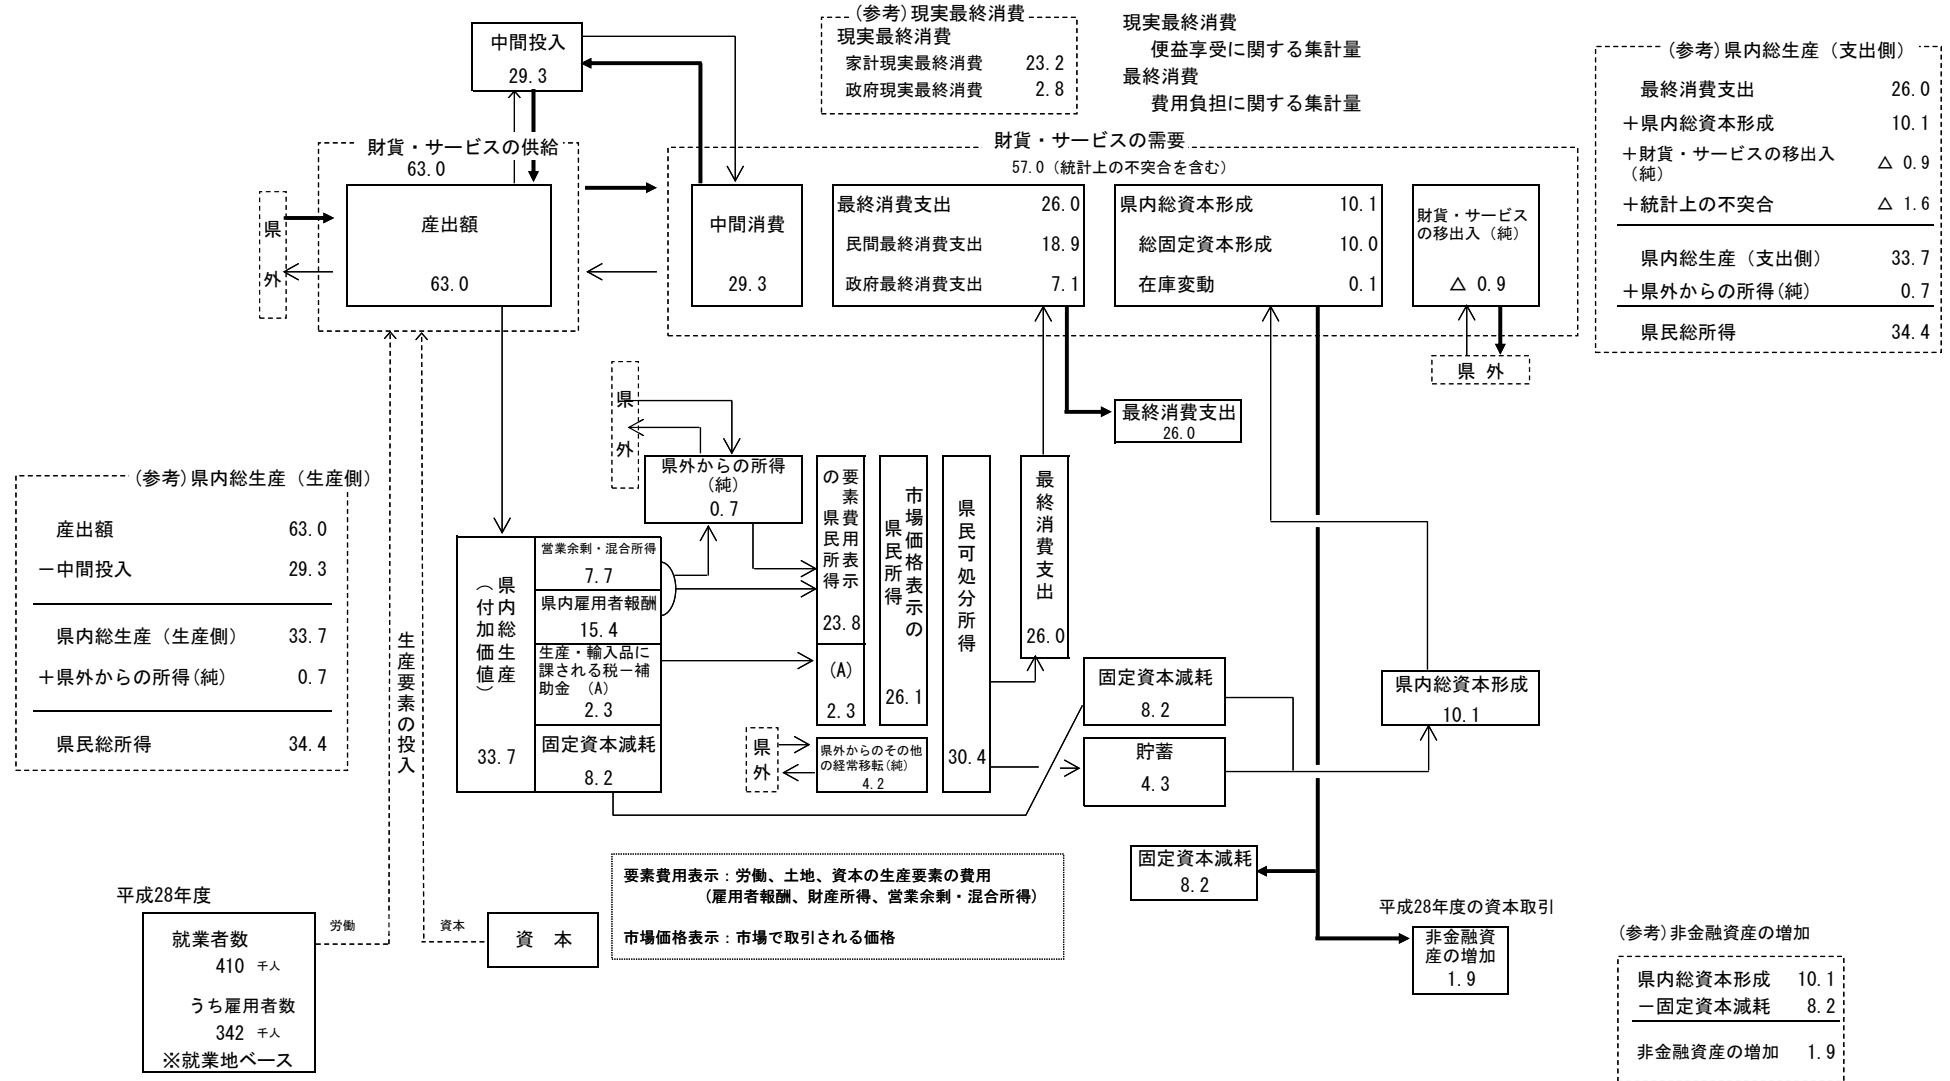 中間投入
29.3
(参考)現実最終消費
現実最終消費
家計現実最終消費 23.2
政府現実最終消費 2.8
現実最終消費
便益享受に関する集計量
最終消費
費用負担に関する集計量
(参考)県内総生産（支出側）
最終消費支出 26.0
＋県内総資本形成 10.1
＋財貨・サービスの移出入
（純） △ 0.9
＋統計上の不突合 △ 1.6
県内総生産（支出側） 33.7
＋県外からの所得(純) 0.7
県民総所得 34.4
財貨・サービスの供給
63.0
県外
産出額
63.0
財貨・サービスの需要
57.0（統計上の不突合を含む）
中間消費
29.3
最終消費支出 26.0
民間最終消費支出 18.9
政府最終消費支出 7.1
県内総資本形成 10.1
総固定資本形成 10.0
在庫変動 0.1
財貨・サービス
の移出入（純）
△ 0.9
県 外
最終消費支出
26.0
(参考)県内総生産（生産側）
産出額 63.0
－中間投入 29.3
県内総生産（生産側） 33.7
＋県外からの所得(純) 0.7
県民総所得 34.4
生産要素の投入
県外
県外からの所得
（純）
0.7
県内総生産
（付加価値）
33.7
営業余剰・混合所得
7.7
県内雇用者報酬
15.4
生産・輸入品に
課される税－補
助金 （A）
2.3
固定資本減耗
8.2
要素費用表示
の県民所得
23.8
（A）
2.3
市場価格表示の
県民所得
26.1
県外
県外からのその他
の経常移転(純)
4.2
県民可処分所得
30.4
最終消費支出
26.0
固定資本減耗
8.2
貯蓄
4.3
県内総資本形成
10.1
固定資本減耗
8.2
平成28年度の資本取引
非金融資
産の増加
1.9
要素費用表示：労働、土地、資本の生産要素の費用
（雇用者報酬、財産所得、営業余剰・混合所得）
市場価格表示：市場で取引される価格
平成28年度
就業者数
410 千人
うち雇用者数
342 千人
※就業地ベース
労働
資本
資 本
(参考)非金融資産の増加
県内総資本形成 10.1
－固定資本減耗 8.2
非金融資産の増加 1.9